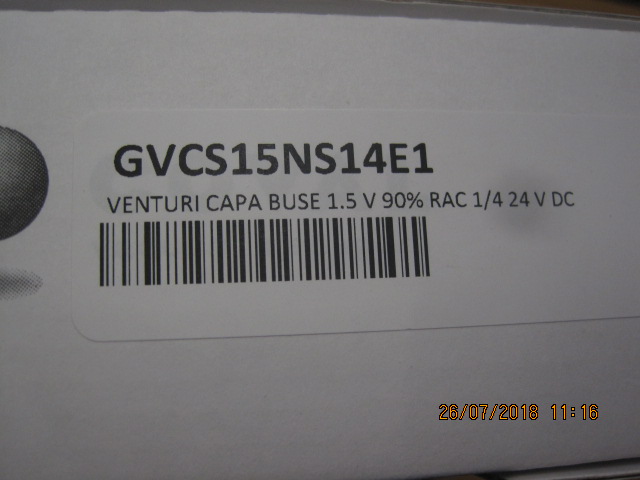 GVCS15NS14E1
VENTURI CAPA BUSE 1.5 V 90% RAC 1/4 24 V DC
26/07/2018 11:16